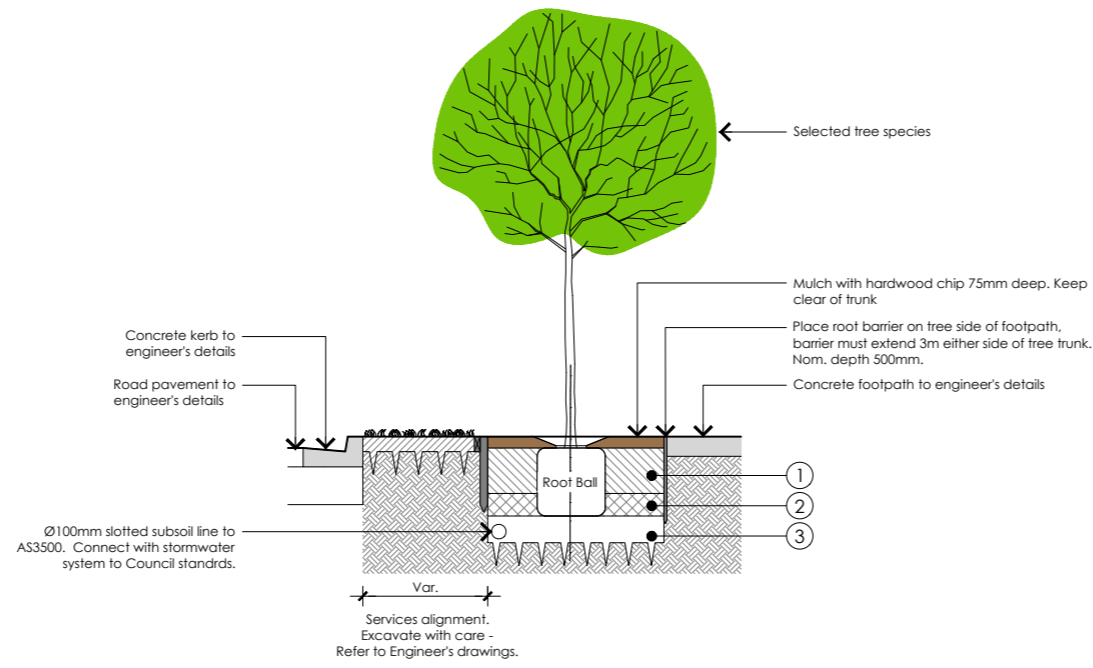 Selected tree species
Mulch with hardwood chip 75mm deep. Keep
clear of trunk
Place root barrier on tree side of footpath,
barrier must extend 3m either side of tree trunk.
Nom. depth 500mm.
Concrete footpath to engineer's details
Concrete kerb to
engineer's details
Road pavement to
engineer's details
Root Ball
1
2
3
Ø100mm slotted subsoil line to
AS3500. Connect with stormwater
system to Council standrds.
Var.
Services alignment.
Excavate with care -
Refer to Engineer's drawings.